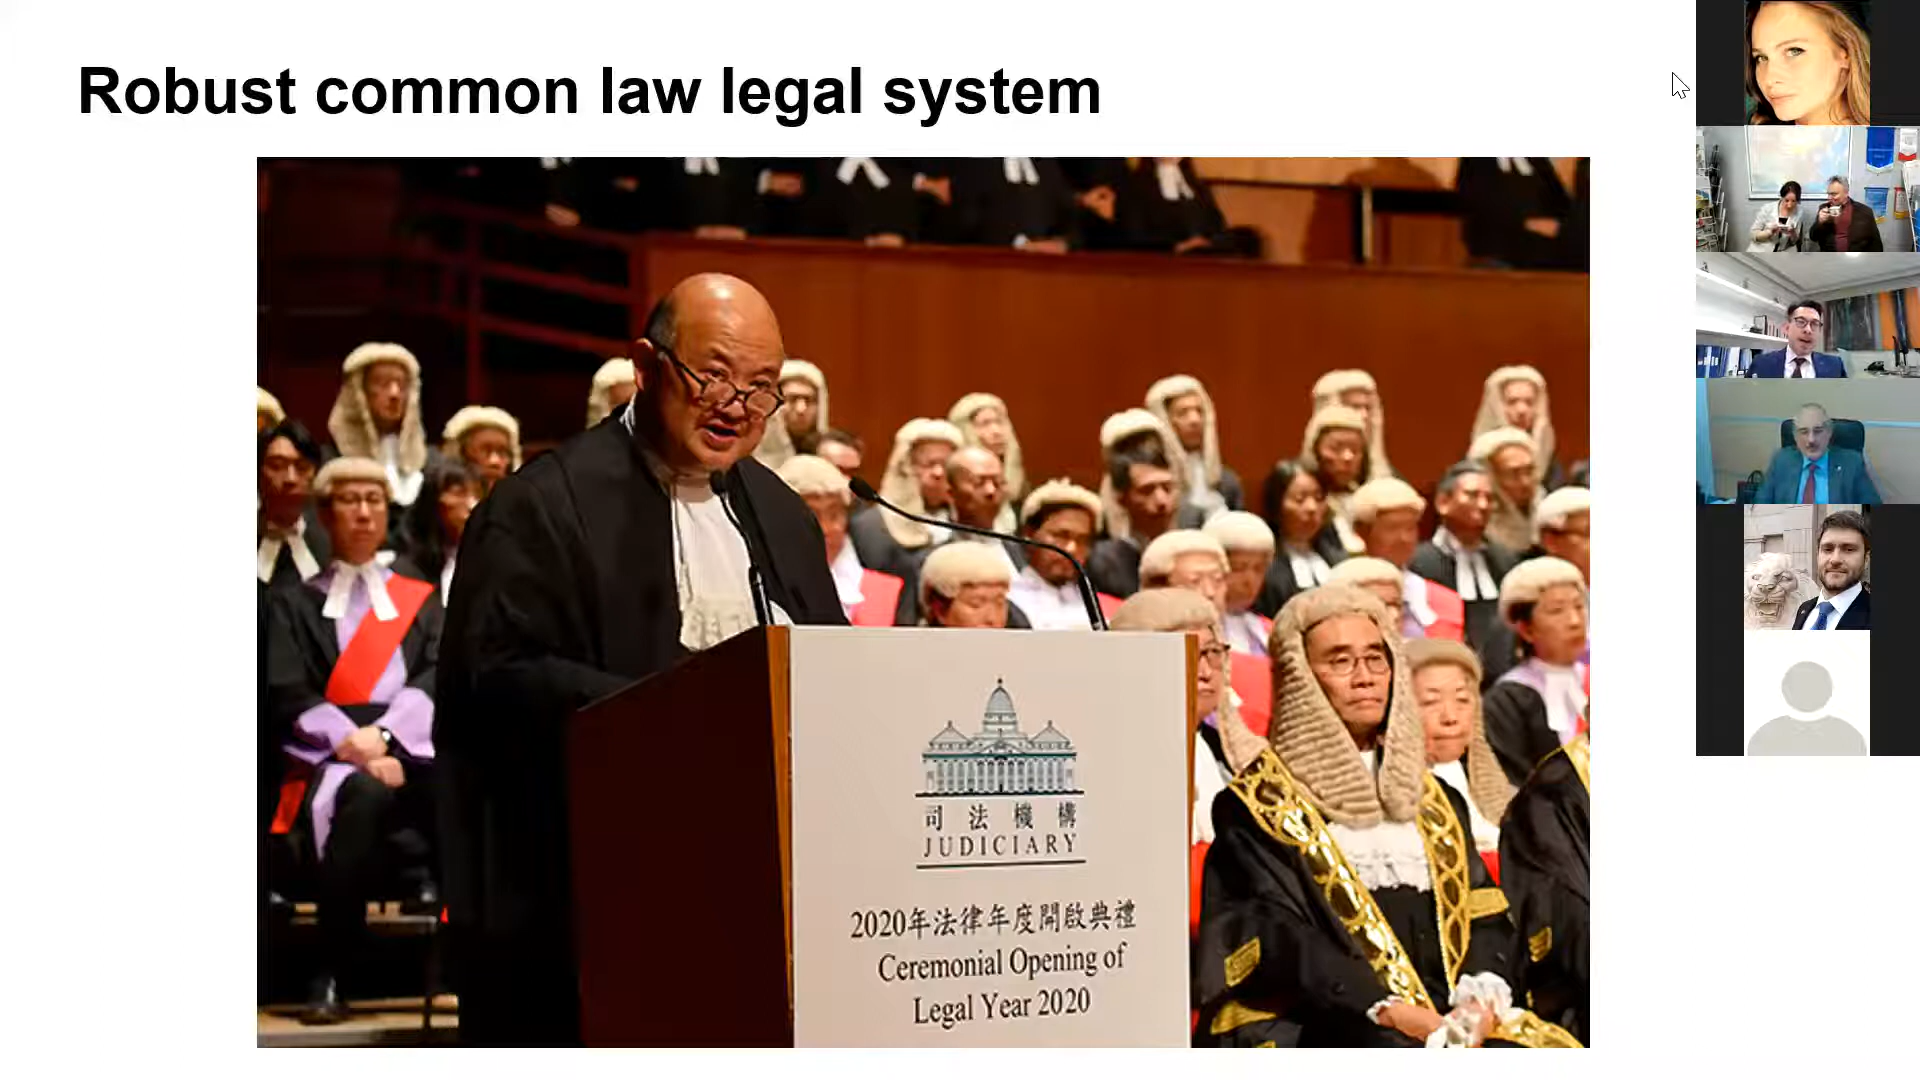 Robust common law legal system
司法機構
JUDICIARY
2020年法律年度開啟典禮
Ceremonial Opening of
Legal Year 2020